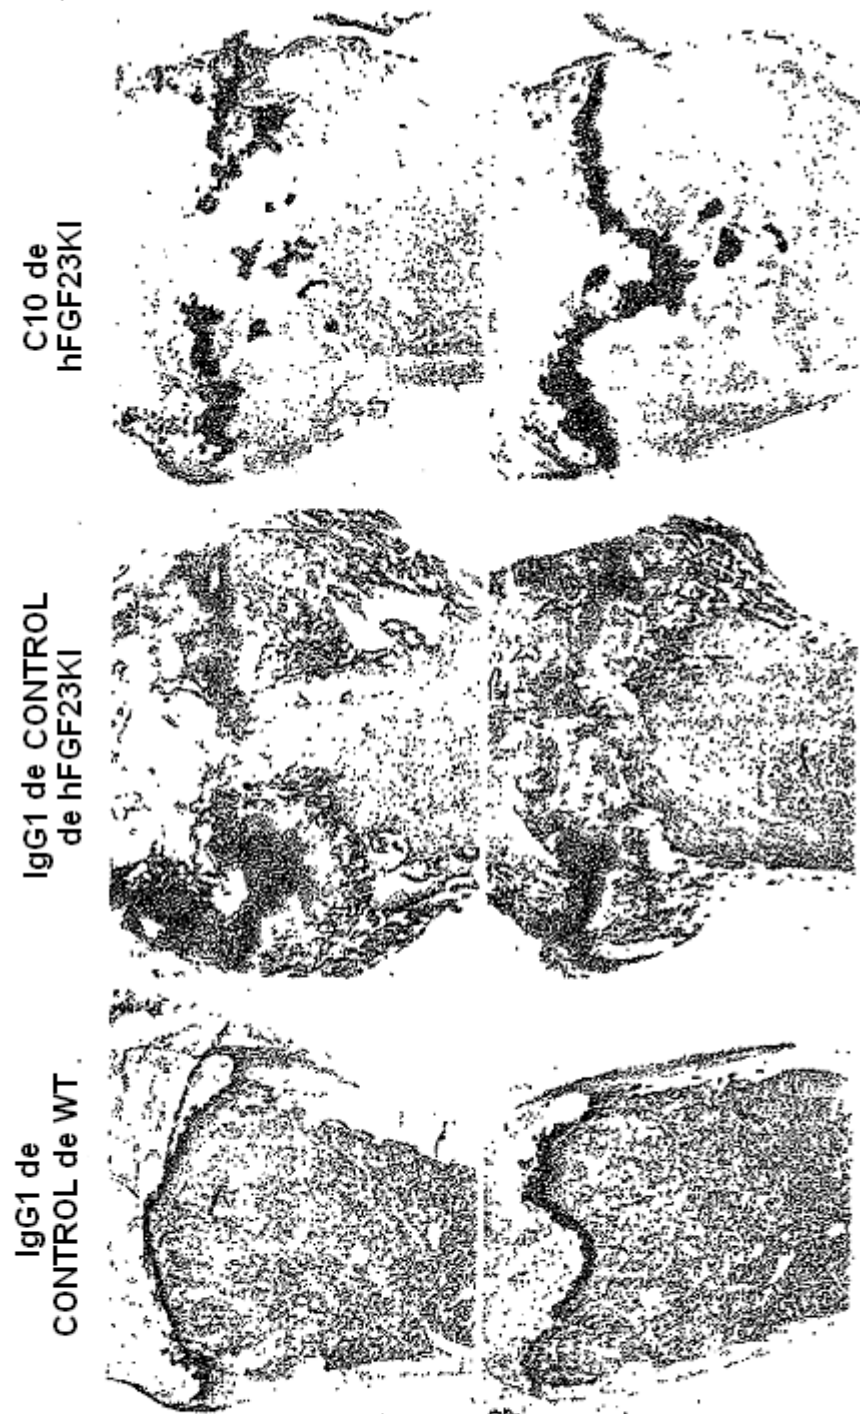 C10 de
hFGF23KI
IgG1 de CONTROL
de hFGF23KI
IgG1 de
CONTROL de WT